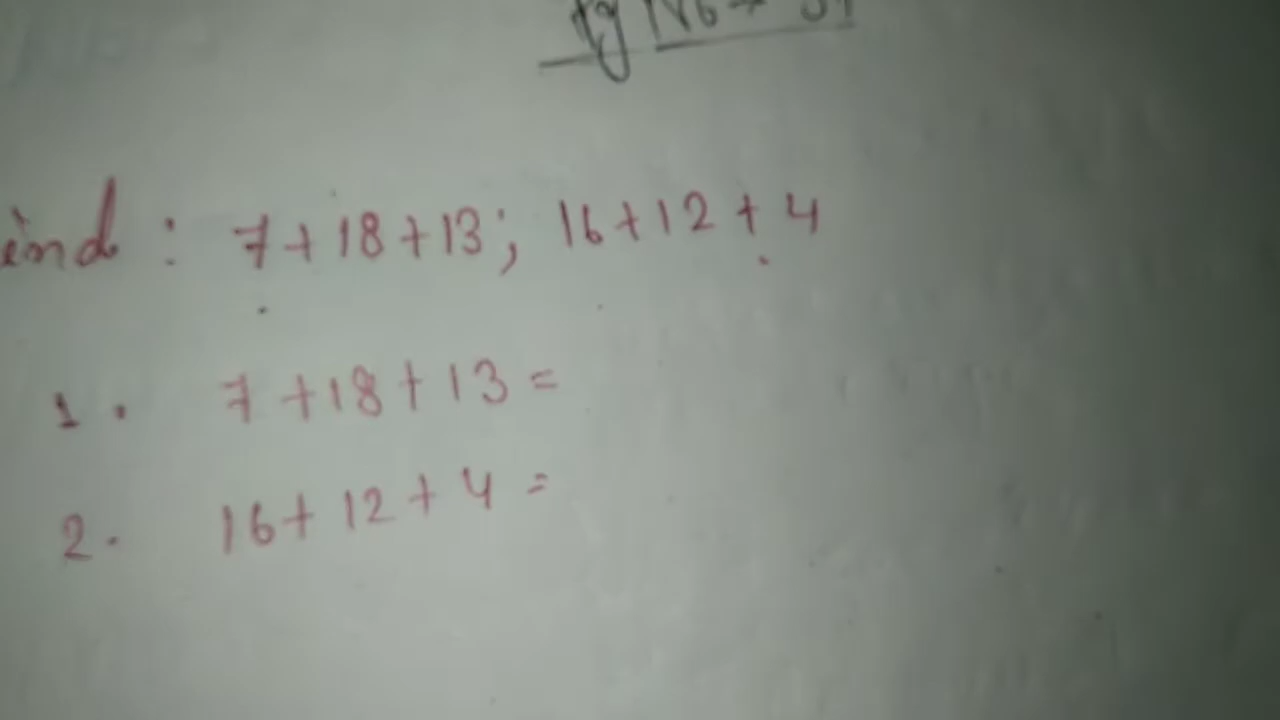 ind : 7+18+13; 16+12+4
1. 7+18+13=
2. 16+12+4=